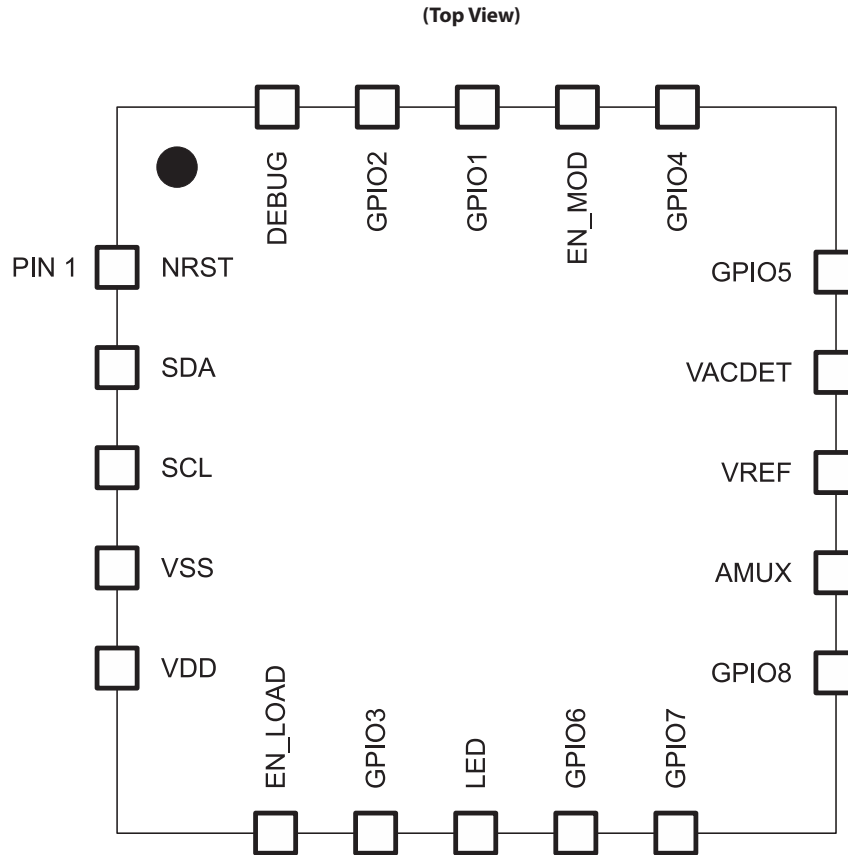 (Top View)
DEBUG
GPIO2
GPIO1
EN_MOD
GPIO4
PIN 1 NRST
SDA
SCL
VSS
VDD
GPIO5
VACDET
VREF
AMUX
GPIO8
EN_LOAD
GPIO3
LED
GPIO6
GPIO7